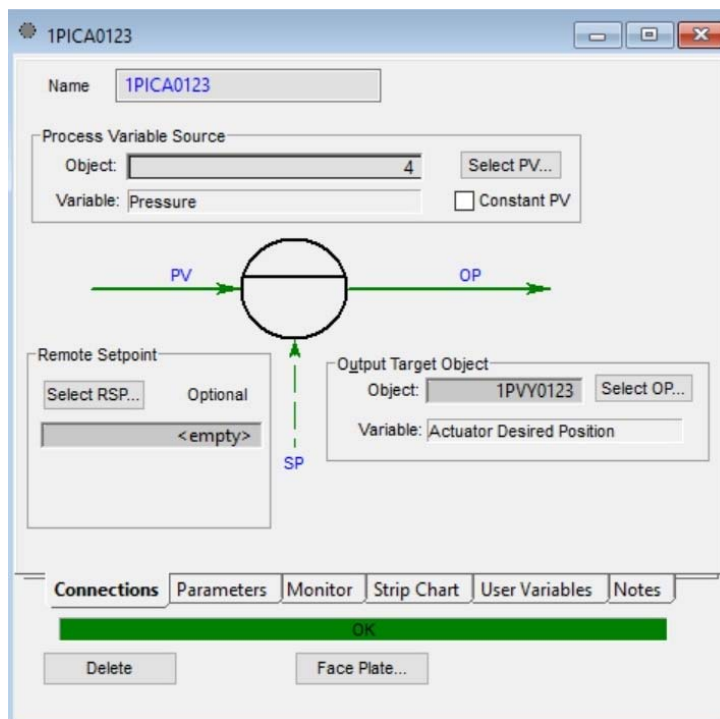 1PICA0123
Name 1PICA0123
Process Variable Source
Object: 4 Select PV...
Variable: Pressure Constant PV
PV OP
Remote Setpoint
Select RSP... Optional
<empty>
SP
Output Target Object
Object: 1PVY0123 Select OP...
Variable: Actuator Desired Position
Connections Parameters Monitor Strip Chart User Variables Notes
OK
Delete Face Plate...